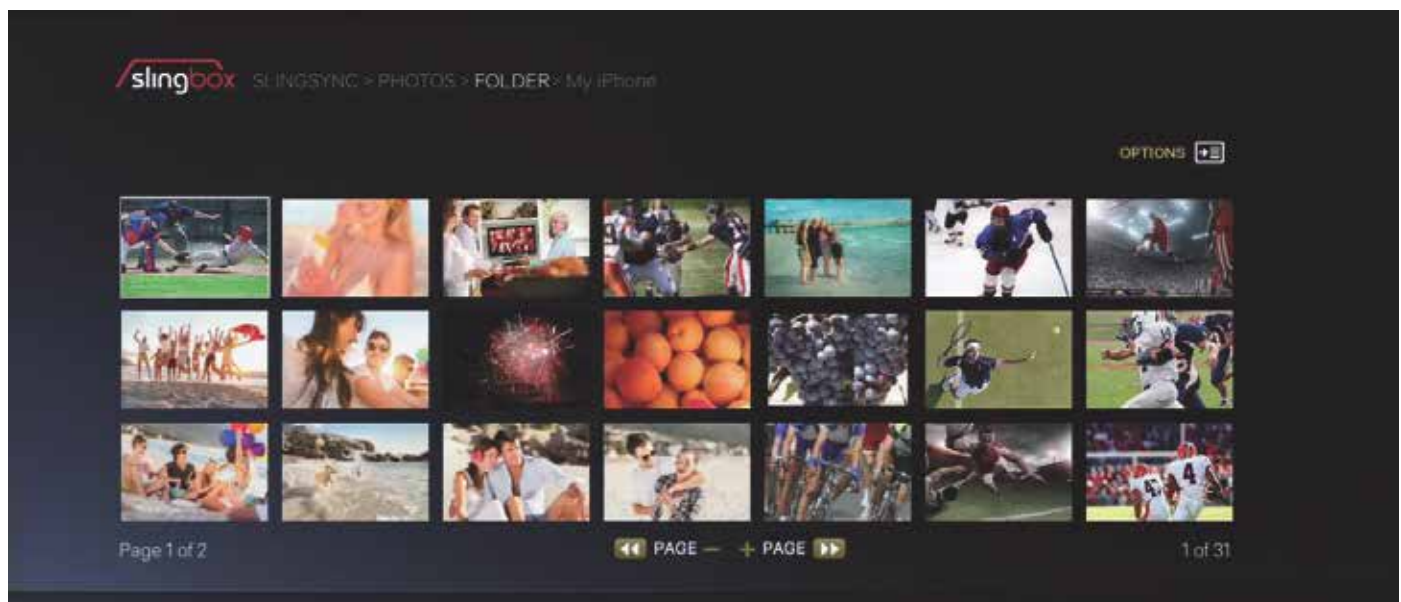 slingbox SLINGSYNC > PHOTOS > FOLDER > My iPhone
OPTIONS
Page 1 of 2
PAGE −
+ PAGE
1 of 31